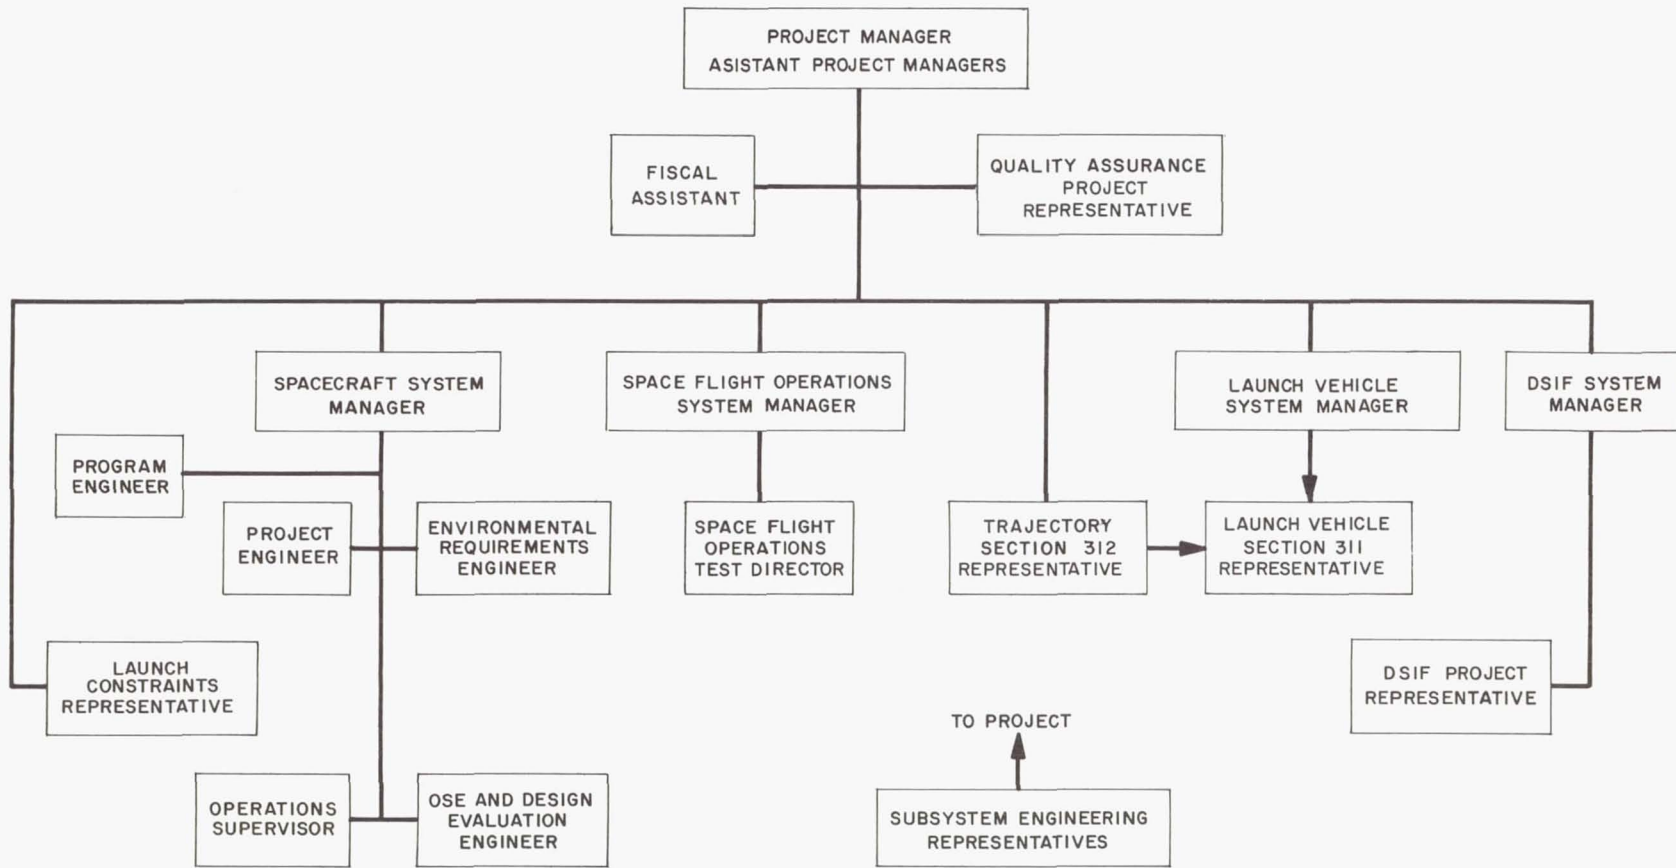 PROJECT MANAGER
ASISTANT PROJECT MANAGERS
FISCAL
ASSISTANT
QUALITY ASSURANCE
PROJECT
REPRESENTATIVE
SPACECRAFT SYSTEM
MANAGER
SPACE FLIGHT OPERATIONS
SYSTEM MANAGER
LAUNCH VEHICLE
SYSTEM MANAGER
DSIF SYSTEM
MANAGER
PROGRAM
ENGINEER
PROJECT
ENGINEER
ENVIRONMENTAL
REQUIREMENTS
ENGINEER
SPACE FLIGHT
OPERATIONS
TEST DIRECTOR
TRAJECTORY
SECTION 312
REPRESENTATIVE
LAUNCH VEHICLE
SECTION 311
REPRESENTATIVE
LAUNCH
CONSTRAINTS
REPRESENTATIVE
DSIF PROJECT
REPRESENTATIVE
TO PROJECT
OPERATIONS
SUPERVISOR
OSE AND DESIGN
EVALUATION
ENGINEER
SUBSYSTEM ENGINEERING
REPRESENTATIVES